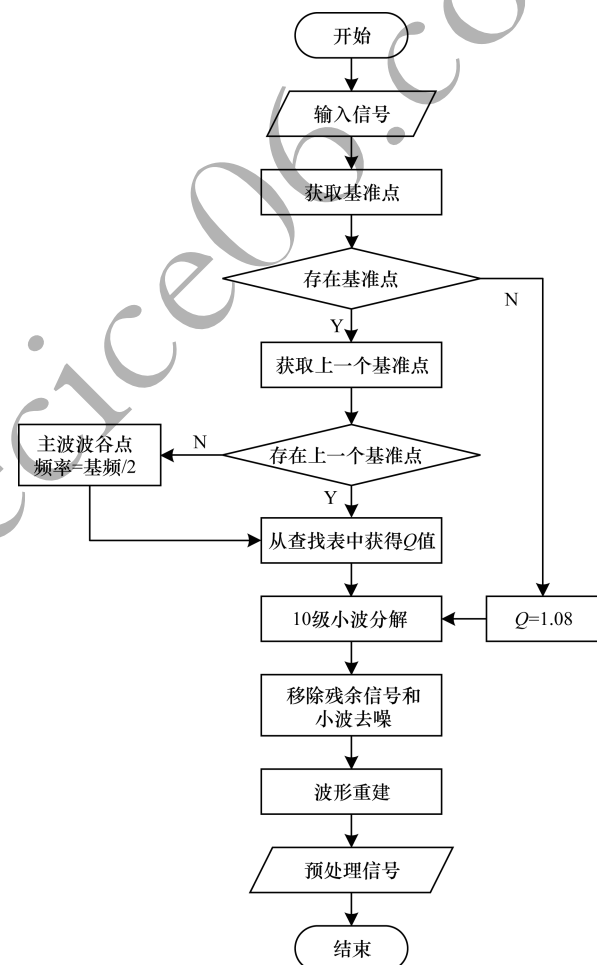 开始
输入信号
获取基准点
存在基准点
N
Y
获取上一个基准点
主波波谷点
频率=基频/2
N
存在上一个基准点
Y
从查找表中获得Q值
10级小波分解
Q=1.08
移除残余信号和
小波去噪
波形重建
预处理信号
结束
ecice06.co